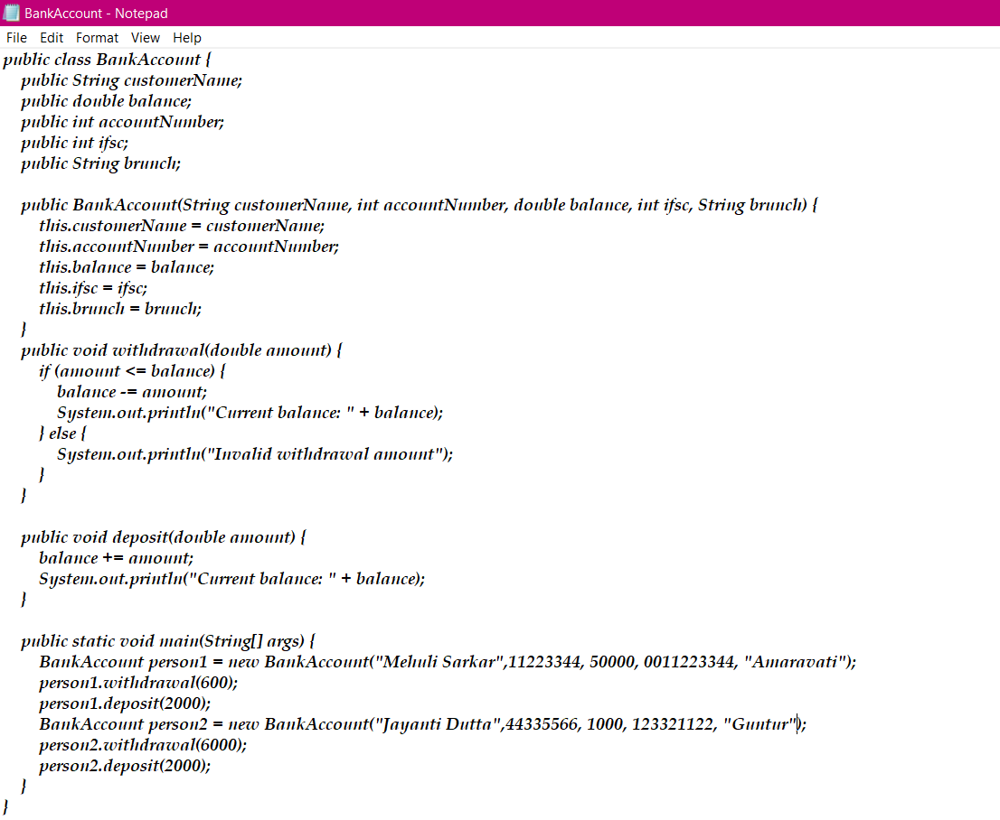 BankAccount - Notepad
File Edit Format View Help
public class BankAccount {
    public String customerName;
    public double balance;
    public int accountNumber;
    public int ifsc;
    public String brunch;

    public BankAccount(String customerName, int accountNumber, double balance, int ifsc, String brunch) {
        this.customerName = customerName;
        this.accountNumber = accountNumber;
        this.balance = balance;
        this.ifsc = ifsc;
        this.brunch = brunch;
    }
    public void withdrawal(double amount) {
        if (amount <= balance) {
            balance -= amount;
            System.out.println("Current balance: " + balance);
        } else {
            System.out.println("Invalid withdrawal amount");
        }
    }

    public void deposit(double amount) {
        balance += amount;
        System.out.println("Current balance: " + balance);
    }

    public static void main(String[] args) {
        BankAccount person1 = new BankAccount("Mehuli Sarkar",11223344, 50000, 0011223344, "Amaravati");
        person1.withdrawal(600);
        person1.deposit(2000);
        BankAccount person2 = new BankAccount("Jayanti Dutta",44335566, 1000, 123321122, "Guntur");
        person2.withdrawal(6000);
        person2.deposit(2000);
    }
}